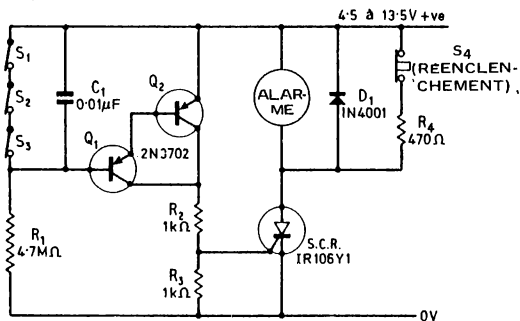 4.5 à 13.5V +ve
S1
S2
S3
C1
0·01µF
Q1
Q2
2N3702
ALAR-
ME
D1
1N4001
S4
(RÉENCLEN-
CHEMENT)
R4
470Ω
R1
4.7MΩ
R2
1kΩ
R3
1kΩ
S.C.R.
IR106Y1
0V